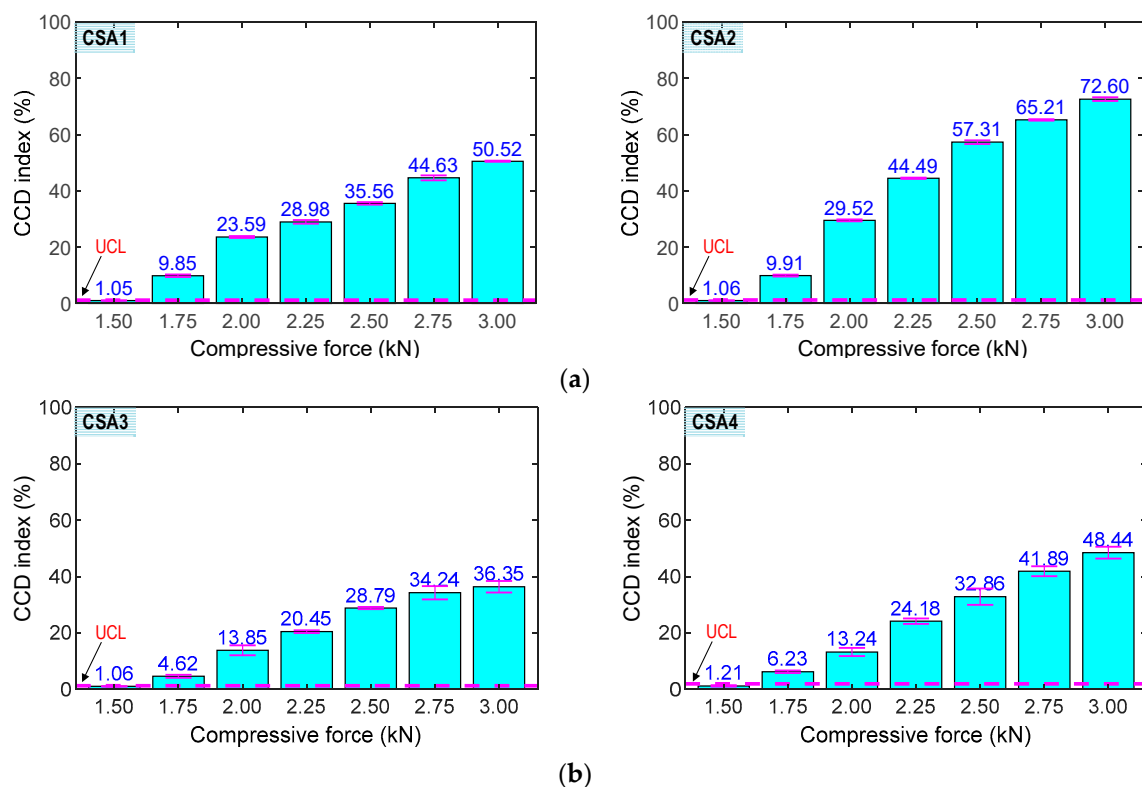 CSA1
CCD index (%)
100
80
60
40
20
0
UCL
1.05
9.85
23.59
28.98
35.56
44.63
50.52
1.50 1.75 2.00 2.25 2.50 2.75 3.00
Compressive force (kN)
CSA2
CCD index (%)
100
80
60
40
20
0
UCL
1.06
9.91
29.52
44.49
57.31
65.21
72.60
1.50 1.75 2.00 2.25 2.50 2.75 3.00
Compressive force (kN)
(a)
CSA3
CCD index (%)
100
80
60
40
20
0
UCL
1.06
4.62
13.85
20.45
28.79
34.24
36.35
1.50 1.75 2.00 2.25 2.50 2.75 3.00
Compressive force (kN)
CSA4
CCD index (%)
100
80
60
40
20
0
UCL
1.21
6.23
13.24
24.18
32.86
41.89
48.44
1.50 1.75 2.00 2.25 2.50 2.75 3.00
Compressive force (kN)
(b)